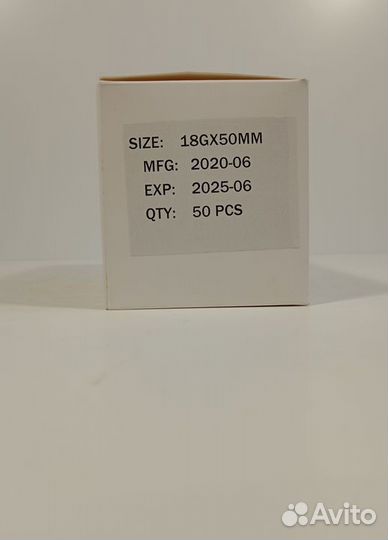 SIZE: 18GX50MM
MFG: 2020-06
EXP: 2025-06
QTY: 50 PCS
Avito